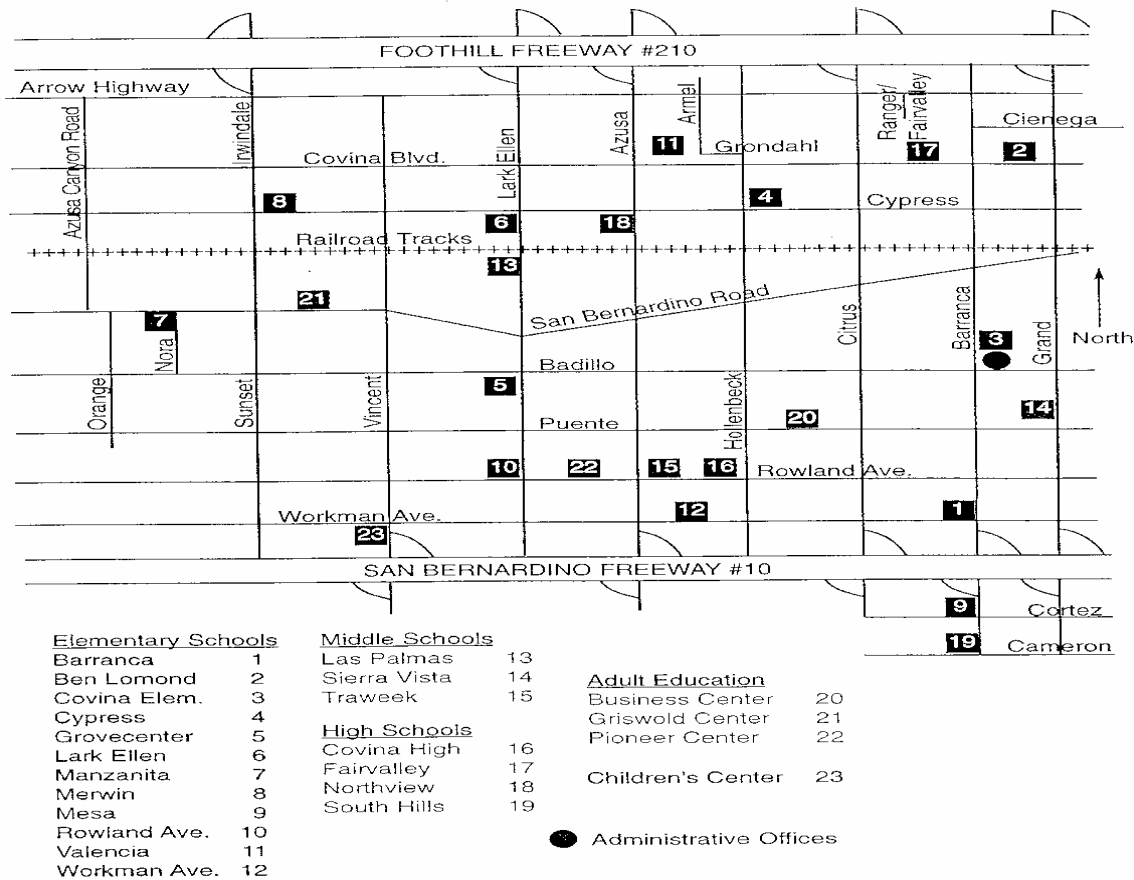 FOOTHILL FREEWAY #210
Arrow Highway
Azusa Canyon Road
Irwindale
Lark Ellen
Azusa
Armel
Ranger/
Fairvalley
Cienega
Covina Blvd.
11
Grondahl
17
2
8
4
Cypress
6
18
Railroad Tracks
13
21
San Bernardino Road
7
Nora
Citrus
Barranca
3
Grand
North
Badillo
Orange
Sunset
Vincent
5
Hollenbeck
14
Puente
20
10
22
15
16
Rowland Ave.
Workman Ave.
12
1
23
SAN BERNARDINO FREEWAY #10
9
Cortez
19
Cameron
Elementary Schools
Barranca 1
Ben Lomond 2
Covina Elem. 3
Cypress 4
Grovecenter 5
Lark Ellen 6
Manzanita 7
Merwin 8
Mesa 9
Rowland Ave. 10
Valencia 11
Workman Ave. 12
Middle Schools
Las Palmas 13
Sierra Vista 14
Traweek 15
High Schools
Covina High 16
Fairvalley 17
Northview 18
South Hills 19
Adult Education
Business Center 20
Griswold Center 21
Pioneer Center 22
Children's Center 23
Administrative Offices